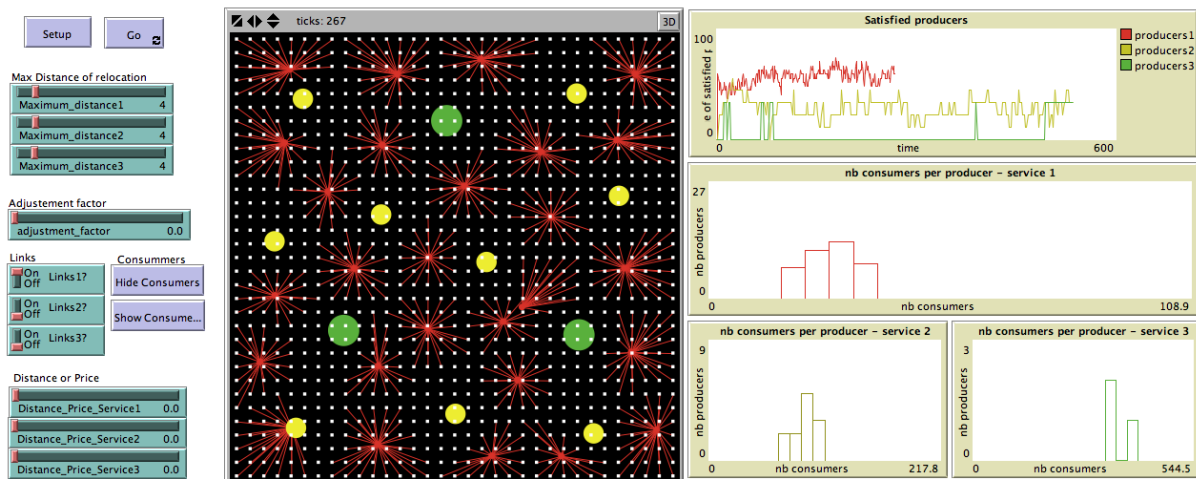 Setup
Go
Max Distance of relocation
Maximum_distance1 4
Maximum_distance2 4
Maximum_distance3 4
Adjustement factor
adjustment_factor 0.0
Links
On
Off
Links1?
On
Off
Links2?
On
Off
Links3?
Consummers
Hide Consumers
Show Consume...
Distance or Price
Distance_Price_Service1 0.0
Distance_Price_Service2 0.0
Distance_Price_Service3 0.0
ticks: 267
3D
Satisfied producers
100
e of satisfied
0
0
time
600
producers1
producers2
producers3
nb consumers per producer - service 1
27
nb producers
0
0
nb consumers
108.9
nb consumers per producer - service 2
9
nb producers
0
0
nb consumers
217.8
nb consumers per producer - service 3
3
nb producers
0
0
nb consumers
544.5